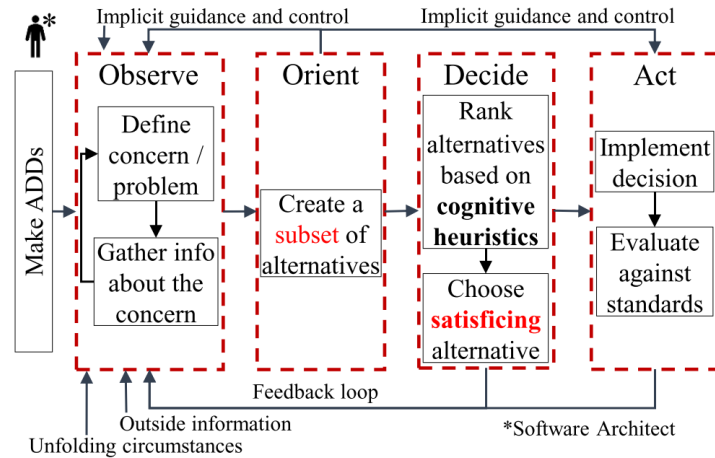 Implicit guidance and control
Implicit guidance and control
*
Make ADDs
Observe
Define
concern /
problem
Gather info
about the
concern
Orient
Create a
subset of
alternatives
Decide
Rank
alternatives
based on
cognitive
heuristics
Choose
satisficing
alternative
Act
Implement
decision
Evaluate
against
standards
Feedback loop
Outside information
Unfolding circumstances
*Software Architect